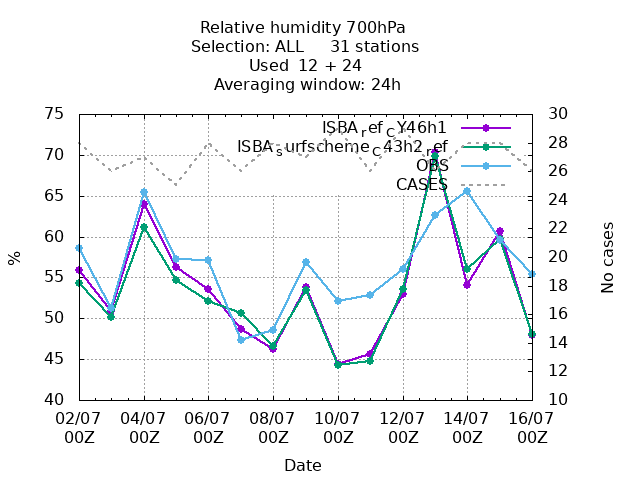 Relative humidity 700hPa
Selection: ALL 31 stations
Used 12 + 24
Averaging window: 24h
75
70
65
60
55
50
45
40
%
30
28
26
24
22
20
18
16
14
12
10
No cases
ISBA_ref_CY46h1
ISBA_surfscheme_C43h2_ref
OBS
CASES
02/07 04/07 06/07 08/07 10/07 12/07 14/07 16/07
00Z 00Z 00Z 00Z 00Z 00Z 00Z 00Z
Date